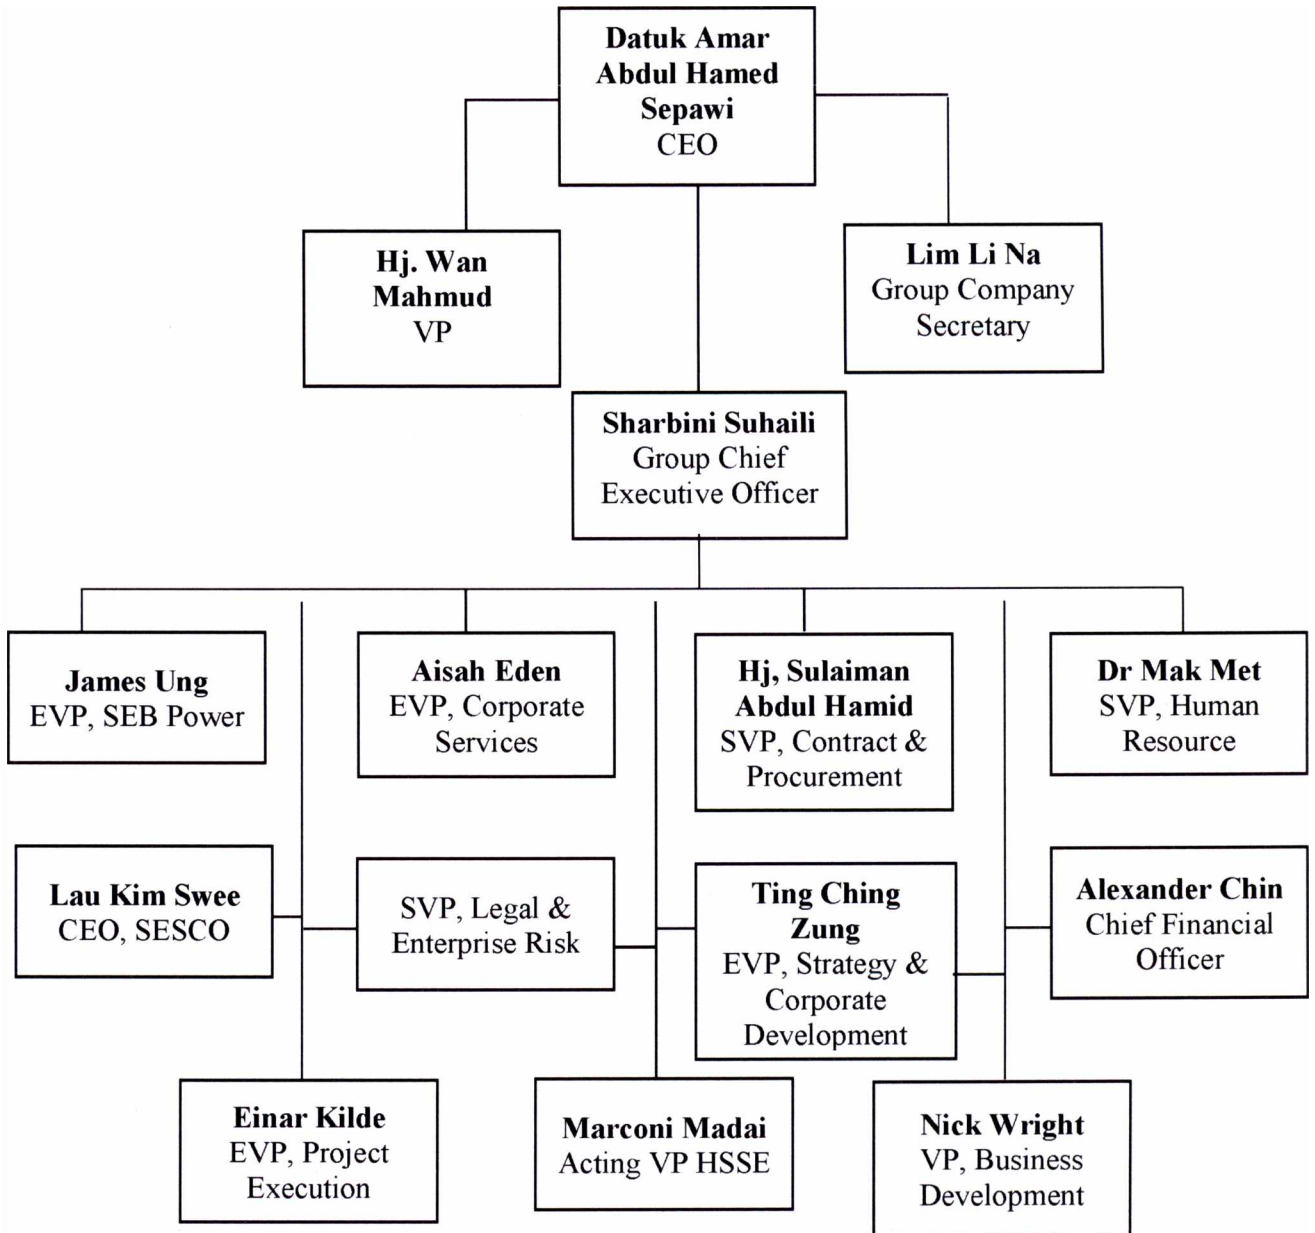 Datuk Amar
Abdul Hamed
Sepawi
CEO
Hj. Wan
Mahmud
VP
Lim Li Na
Group Company
Secretary
Sharbini Suhaili
Group Chief
Executive Officer
James Ung
EVP, SEB Power
Aisah Eden
EVP, Corporate
Services
Hj, Sulaiman
Abdul Hamid
SVP, Contract &
Procurement
Dr Mak Met
SVP, Human
Resource
Lau Kim Swee
CEO, SESCO
SVP, Legal &
Enterprise Risk
Ting Ching
Zung
EVP, Strategy &
Corporate
Development
Alexander Chin
Chief Financial
Officer
Einar Kilde
EVP, Project
Execution
Marconi Madai
Acting VP HSSE
Nick Wright
VP, Business
Development